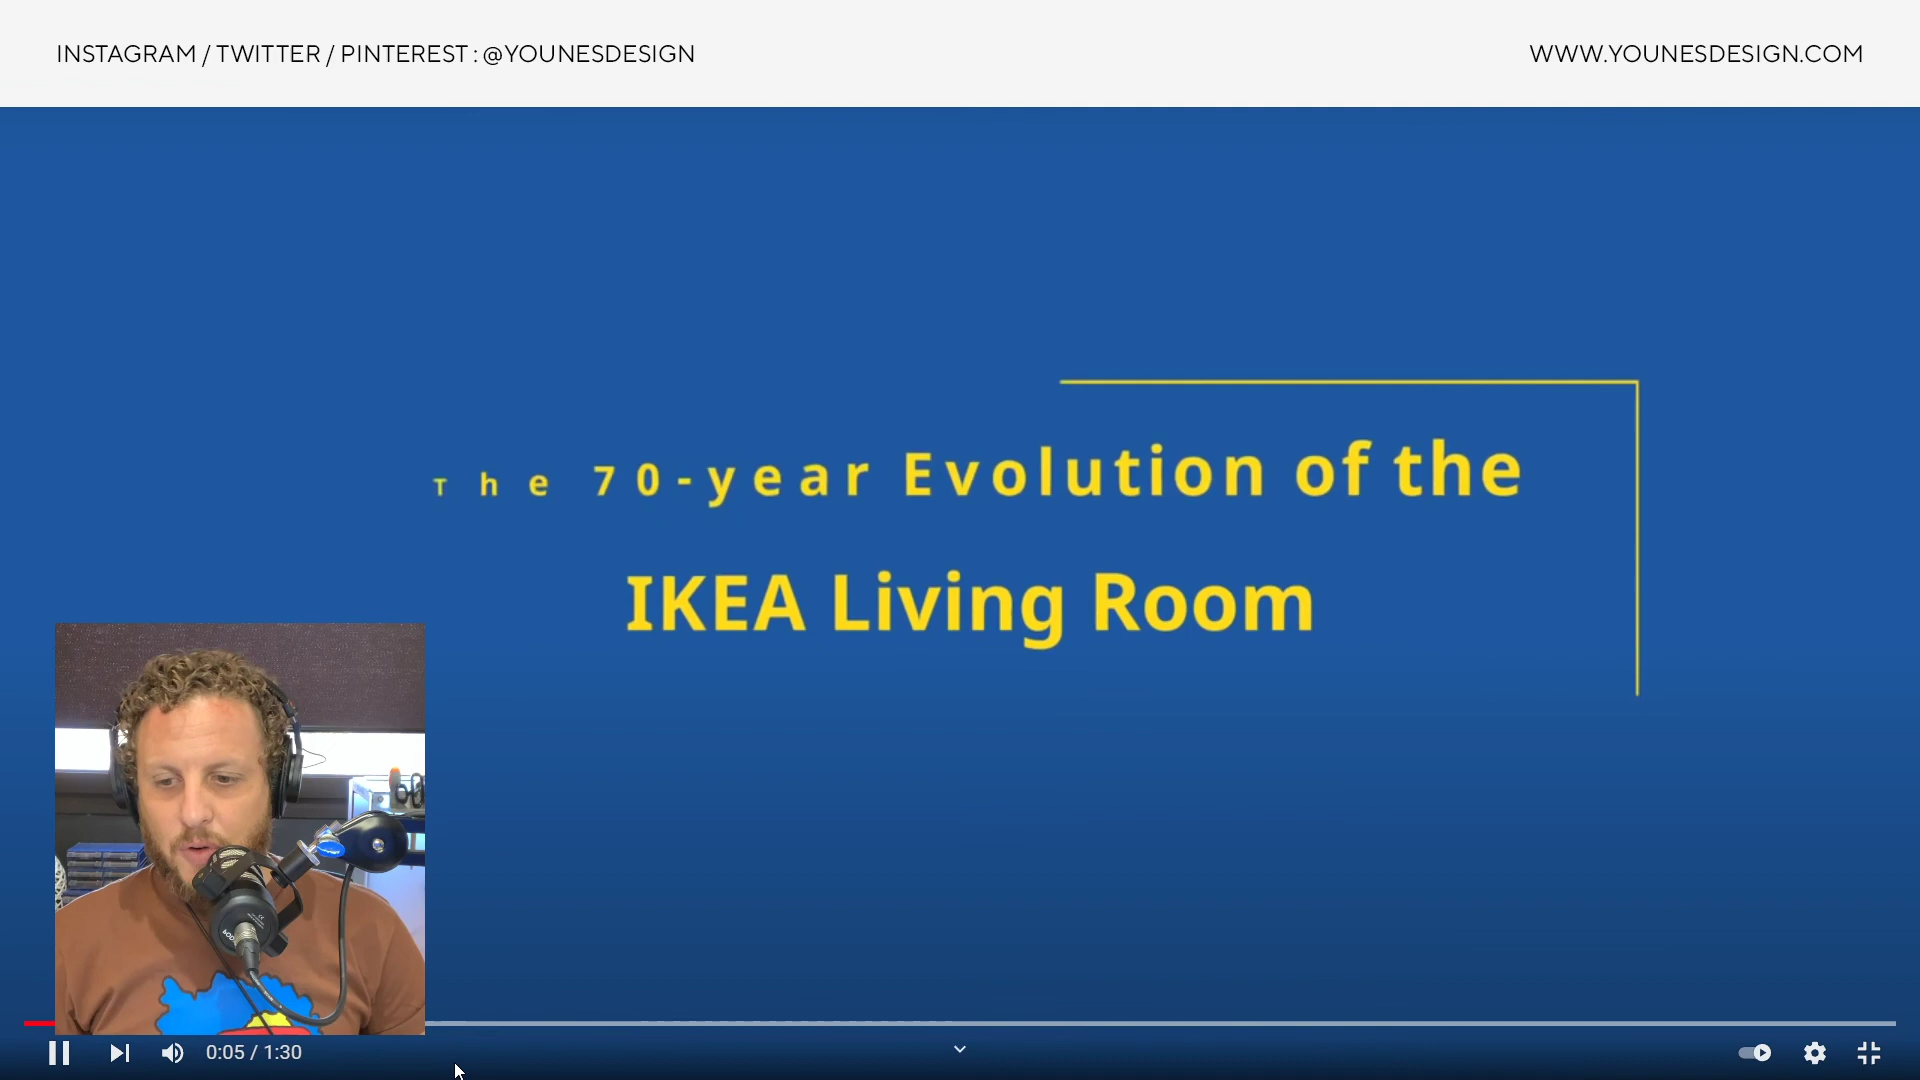 INSTAGRAM / TWITTER / PINTEREST : @YOUNESDESIGN
WWW.YOUNESDESIGN.COM
The 70-year Evolution of the
IKEA Living Room
0:05 / 1:30